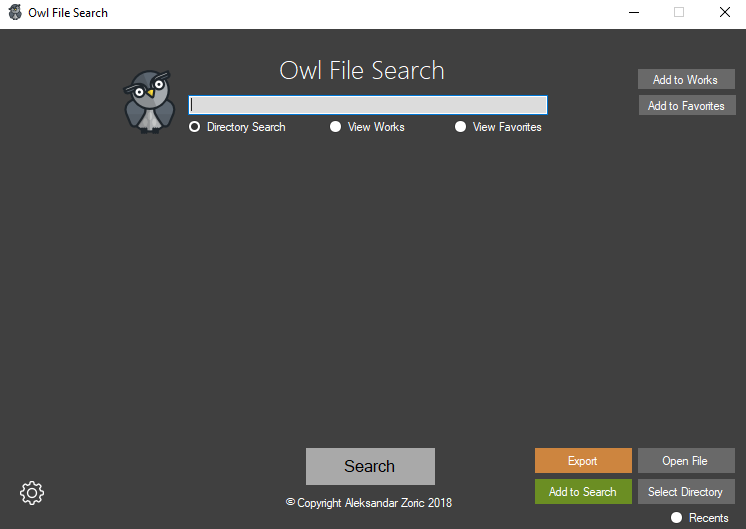 Owl File Search
Owl File Search
Add to Works
Add to Favorites
Directory Search
View Works
View Favorites
Search
Export
Open File
Add to Search
Select Directory
© Copyright Aleksandar Zoric 2018
Recents